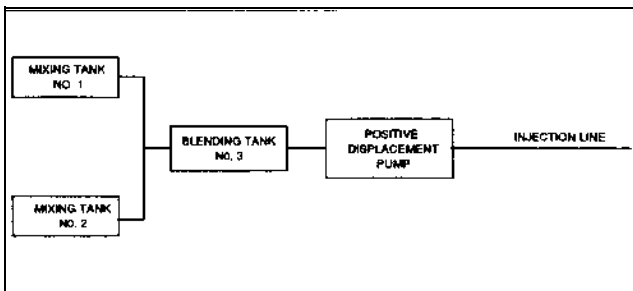 MIXING TANK
NO. 1
BLENDING TANK
NO. 3
POSITIVE
DISPLACEMENT
PUMP
INJECTION LINE
MIXING TANK
NO. 2